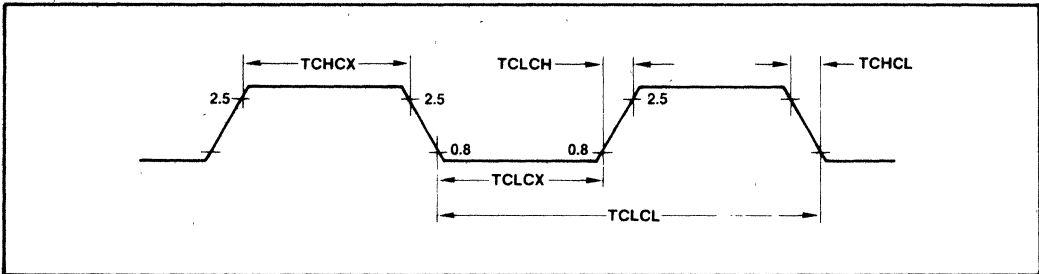 TCHCX TCLCH TCHCL
2.5 2.5 2.5
0.8 0.8
TCLCX
TCLCL